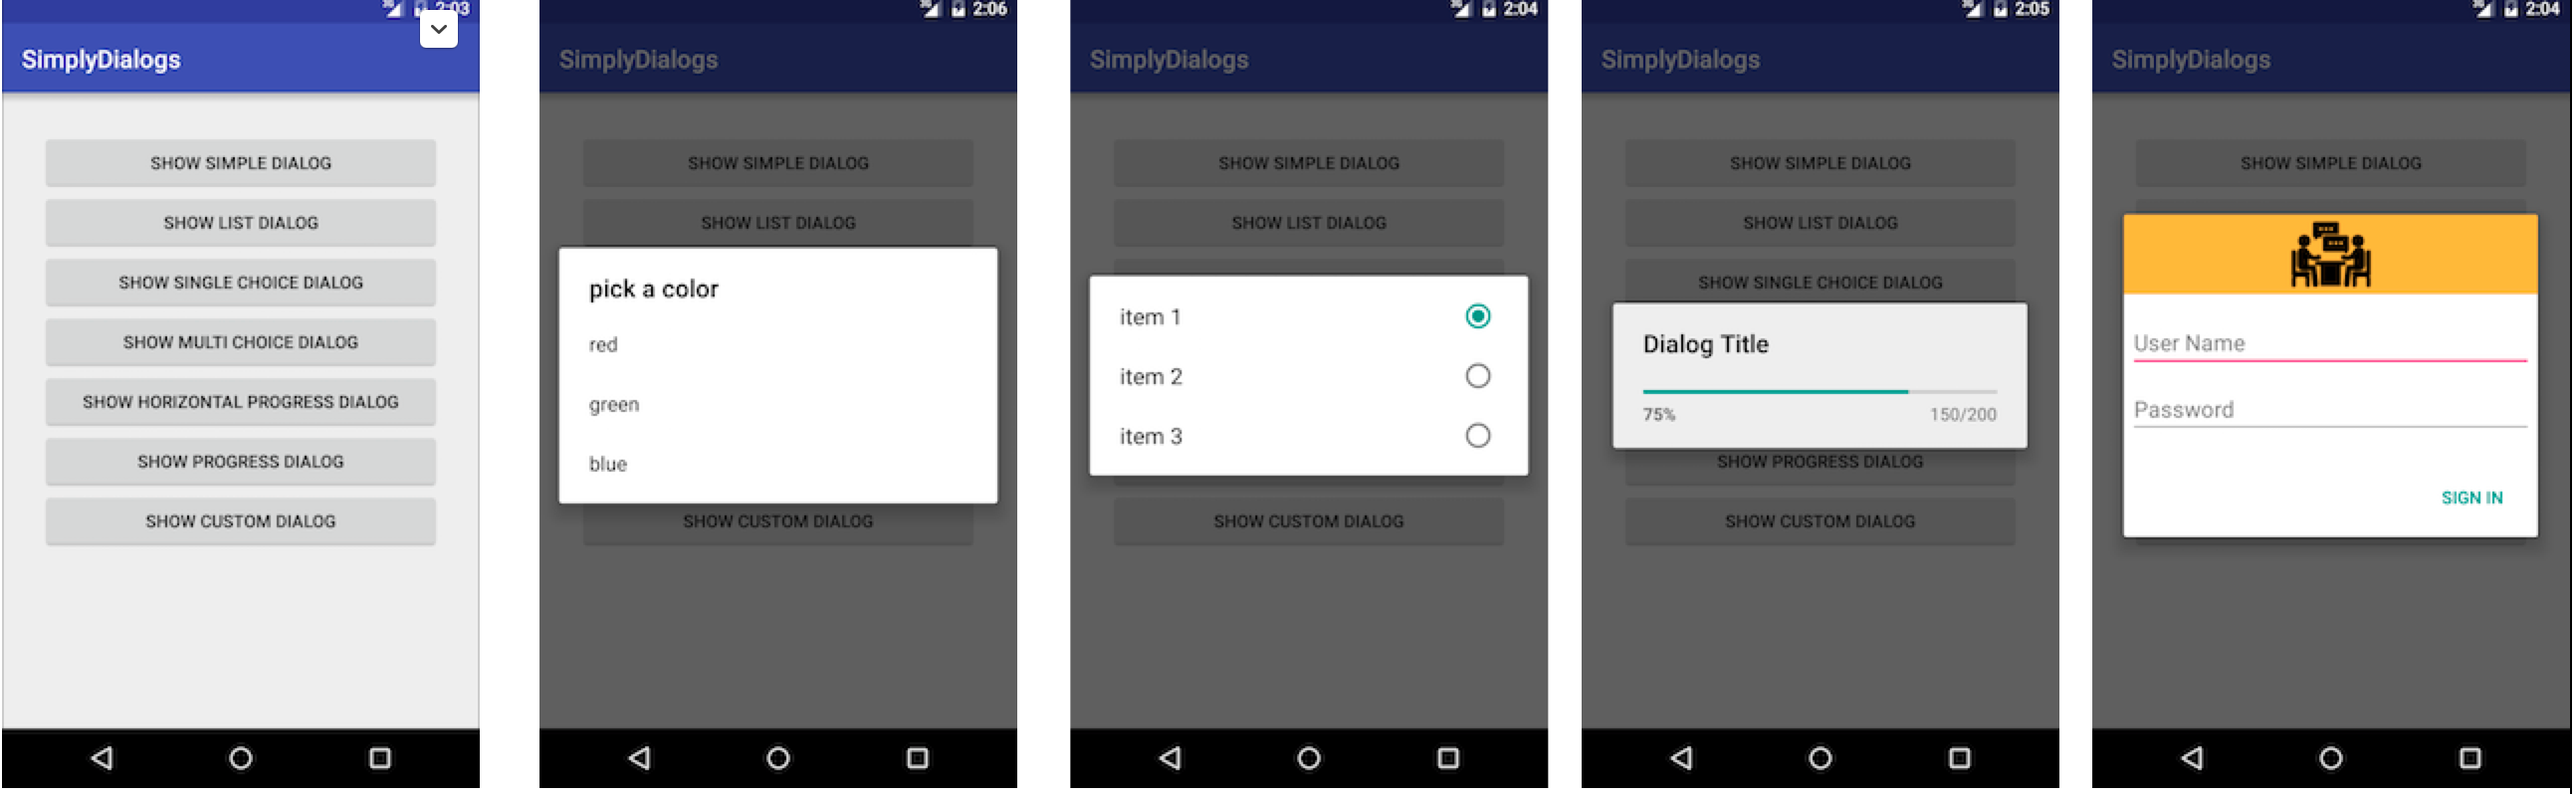 2:03
SimplyDialogs
SHOW SIMPLE DIALOG
SHOW LIST DIALOG
SHOW SINGLE CHOICE DIALOG
SHOW MULTI CHOICE DIALOG
SHOW HORIZONTAL PROGRESS DIALOG
SHOW PROGRESS DIALOG
SHOW CUSTOM DIALOG
2:06
SimplyDialogs
SHOW SIMPLE DIALOG
SHOW LIST DIALOG
pick a color
red
green
blue
SHOW CUSTOM DIALOG
2:04
SimplyDialogs
SHOW SIMPLE DIALOG
SHOW LIST DIALOG
item 1
item 2
item 3
SHOW CUSTOM DIALOG
2:05
SimplyDialogs
SHOW SIMPLE DIALOG
SHOW LIST DIALOG
SHOW SINGLE CHOICE DIALOG
Dialog Title
75% 150/200
SHOW PROGRESS DIALOG
SHOW CUSTOM DIALOG
2:04
SimplyDialogs
SHOW SIMPLE DIALOG
User Name
Password
SIGN IN